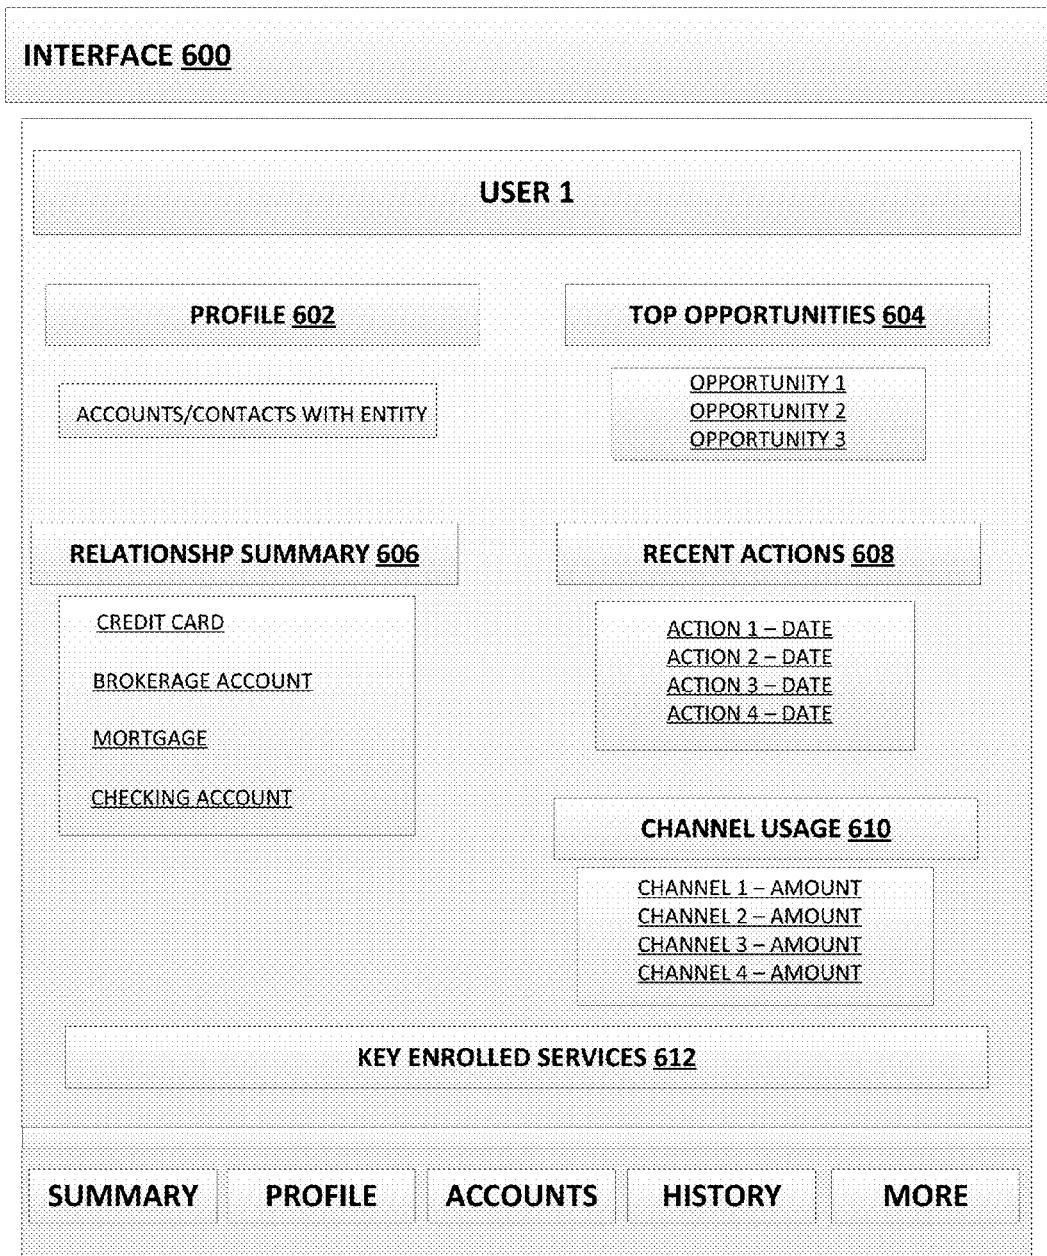 INTERFACE 600
USER 1
PROFILE 602
ACCOUNTS/CONTACTS WITH ENTITY
TOP OPPORTUNITIES 604
OPPORTUNITY 1
OPPORTUNITY 2
OPPORTUNITY 3
RELATIONSHP SUMMARY 606
CREDIT CARD
BROKERAGE ACCOUNT
MORTGAGE
CHECKING ACCOUNT
RECENT ACTIONS 608
ACTION 1 – DATE
ACTION 2 – DATE
ACTION 3 – DATE
ACTION 4 – DATE
CHANNEL USAGE 610
CHANNEL 1 – AMOUNT
CHANNEL 2 – AMOUNT
CHANNEL 3 – AMOUNT
CHANNEL 4 – AMOUNT
KEY ENROLLED SERVICES 612
SUMMARY PROFILE ACCOUNTS HISTORY MORE